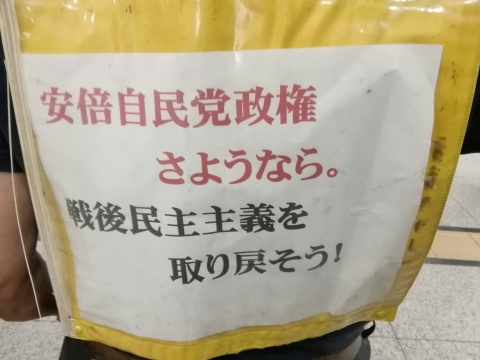 安倍自民党政権
さようなら。
戦後民主主義を
取り戻そう!